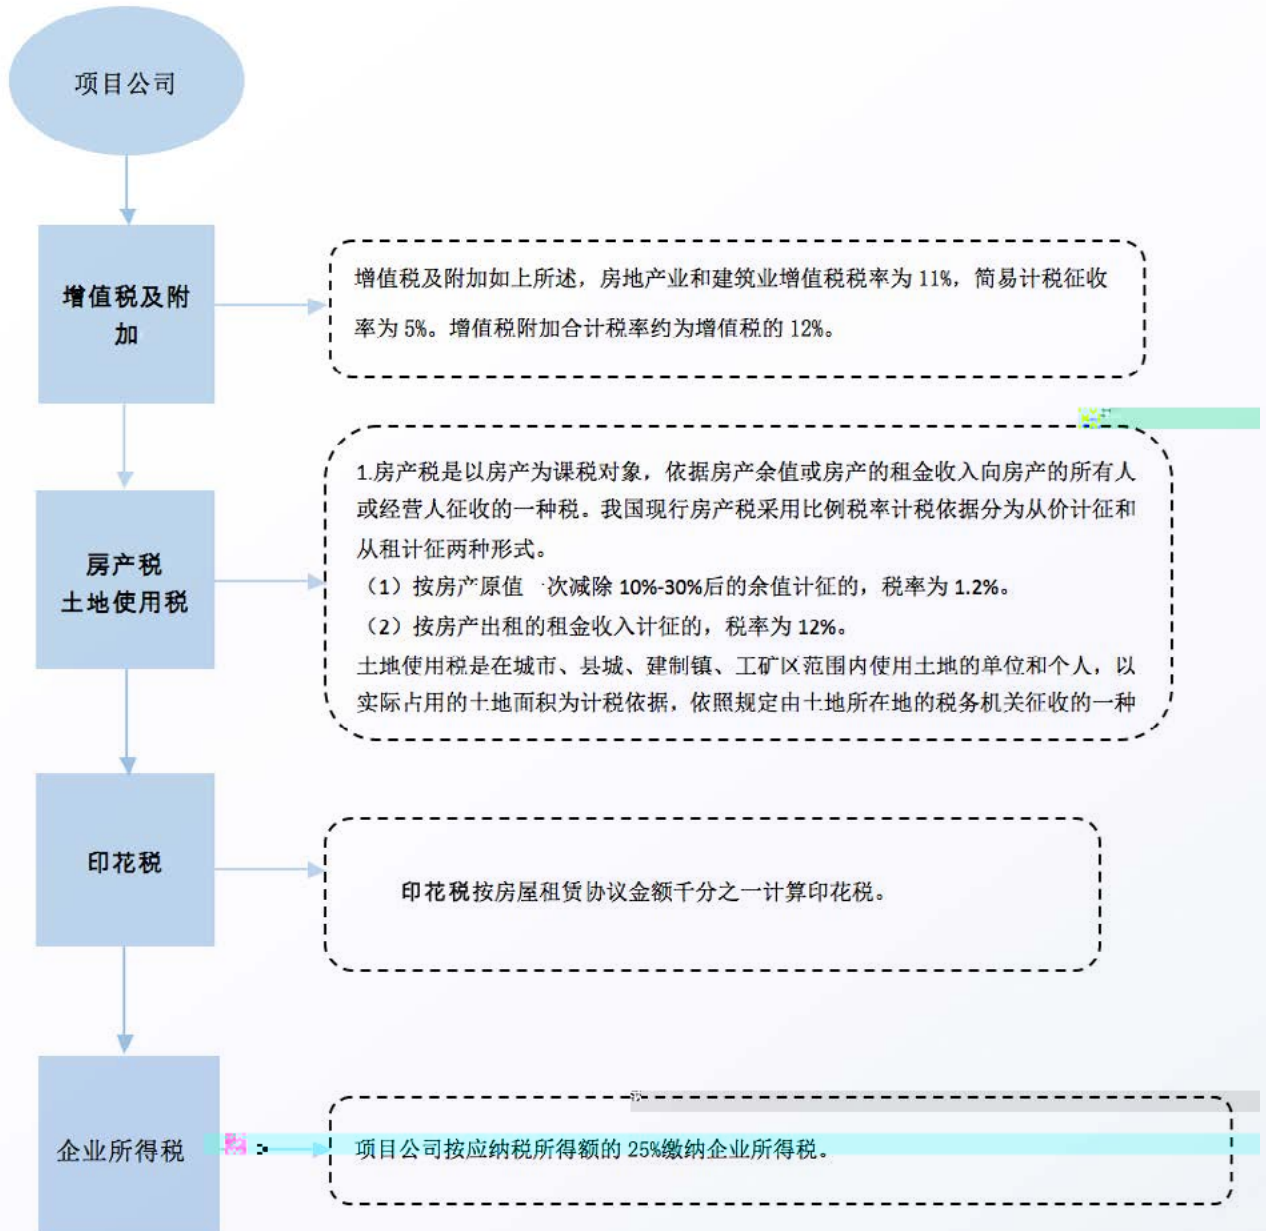 项目公司
增值税及附
加
增值税及附加如上所述，房地产业和建筑业增值税税率为 11%，简易计税征收
率为 5%。增值税附加合计税率约为增值税的 12%。
房产税
土地使用税
1.房产税是以房产为课税对象，依据房产余值或房产的租金收入向房产的所有人
或经营人征收的一种税。我国现行房产税采用比例税率计税依据分为从价计征和
从租计征两种形式。
（1）按房产原值一次减除 10%-30%后的余值计征的，税率为 1.2%。
（2）按房产出租的租金收入计征的，税率为 12%。
土地使用税是在城市、县城、建制镇、工矿区范围内使用土地的单位和个人，以
实际占用的土地面积为计税依据，依照规定由土地所在地的税务机关征收的一种
印花税
印花税按房屋租赁协议金额千分之一计算印花税。
企业所得税
项目公司按应纳税所得额的 25%缴纳企业所得税。